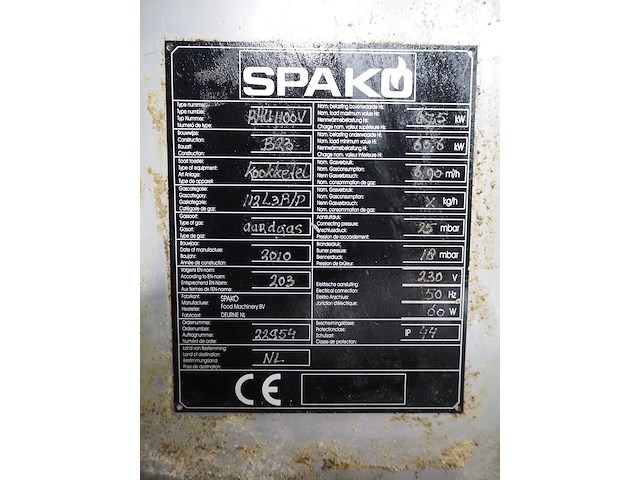 SPAKO
Type nummer:
Type number:
Typ Nummer:
Numéro de type:
BKG1100V
Bouwwijze:
Construction:
Bauart:
Construction:
B23
Soort toestel:
Type of equipment:
Art Anlage:
Type de appareil:
Kookketel
Gascategorie:
Gascategory:
Gaskategorie:
Catégorie de gaz:
112L3B/P
Gassoort:
Type of gas:
Gasart:
Type de gaz:
aardgas
Bouwjaar:
Date of manufacture:
Baujahr:
Année de construction:
2010
Volgens EN-norm:
According to EN-norm:
Entsprechend EN-norm:
Aux termes de l'EN-norm:
203
Fabrikant:
Manufacturer:
Hersteller:
Fabricant:
SPAKO
Food Machinery BV
DEURNE NL
Ordernummer:
Ordernumber:
Auftragnummer:
Numéro de ordre:
22954
Land van Bestemming:
Land of destination:
Bestimmungsland:
Pass de destination:
NL
Nom. belasting bovenwaarde Hs:
Nom. load maximum value Hs:
Nennwärmebelastung Hs:
Charge nom. valeur supérieure Hs:
67.5 kW
Nom. belasting onderwaarde Hi:
Nom. load minimum value Hi:
Nennwärmebelastung Hi:
Charge nom. valeur inferieure Hi:
60.8 kW
Nom. Gasverbruik:
Nom. Gasconsumption:
Nenn Gasverbrauch:
Nom. consommation de gaz:
6,90 m³/h
Nom. Gasverbruik:
Nom. Gasconsumption:
Nenn Gasverbrauch:
Nom. consommation de gaz:
X kg/h
Aansluitdruk:
Connecting pressure:
Anschlussdruck:
Pression de raccordement:
25 mbar
Branderdruk:
Burner pressure:
Brennerdruck:
Pression de brûleur:
18 mbar
Elektrische aansluiting:
Electrical connection:
Elektro Anschluss:
Jonction d'électrique:
230 V
50 Hz
60 W
Beschermingsklasse:
Protectionclass:
Schutzart:
Classe de protection:
IP 44
CE